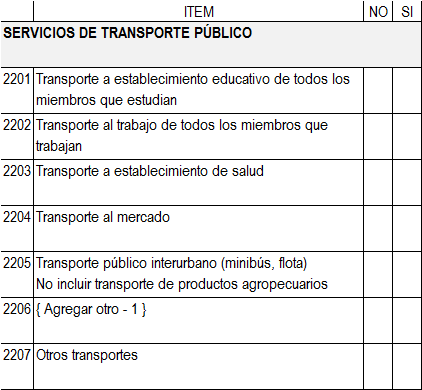 ITEM NO SI
SERVICIOS DE TRANSPORTE PÚBLICO
2201 Transporte a establecimiento educativo de todos los
miembros que estudian
2202 Transporte al trabajo de todos los miembros que
trabajan
2203 Transporte a establecimiento de salud
2204 Transporte al mercado
2205 Transporte público interurbano (minibús, flota)
No incluir transporte de productos agropecuarios
2206 { Agregar otro - 1 }
2207 Otros transportes